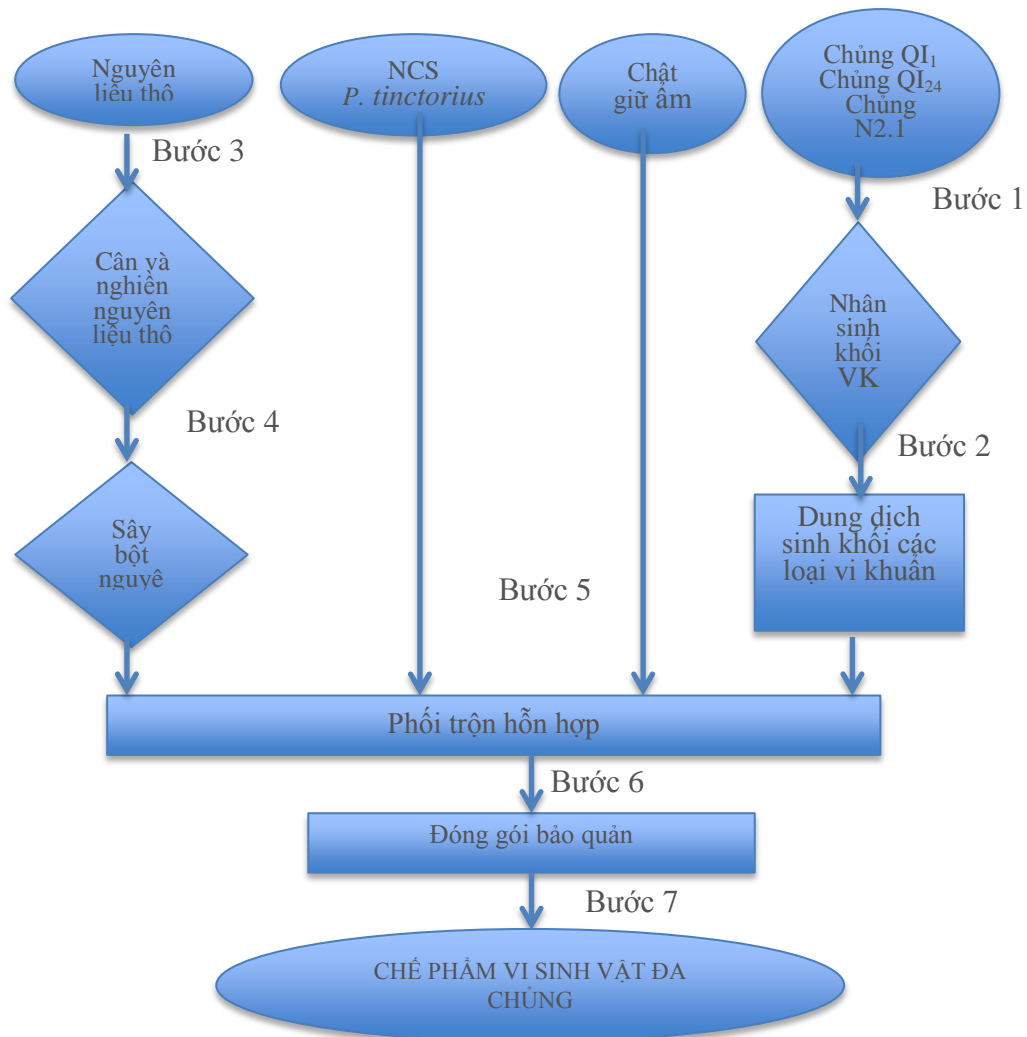 Nguyên
liệu thô
NCS
P. tinctorius
Chật
giữ ẩm
Chủng QI₁
Chủng QI₂₄
Chủng
N2.1
Bước 3
Bước 1
Cân và
nghiền
nguyên
liệu thô
Nhân
sinh
khối
VK
Bước 4
Bước 2
Sây
bột
nguyê
Dung dịch
sinh khối các
loại vi khuẩn
Bước 5
Phối trộn hỗn hợp
Bước 6
Đóng gói bảo quản
Bước 7
CHẾ PHẨM VI SINH VẬT ĐA
CHỦNG